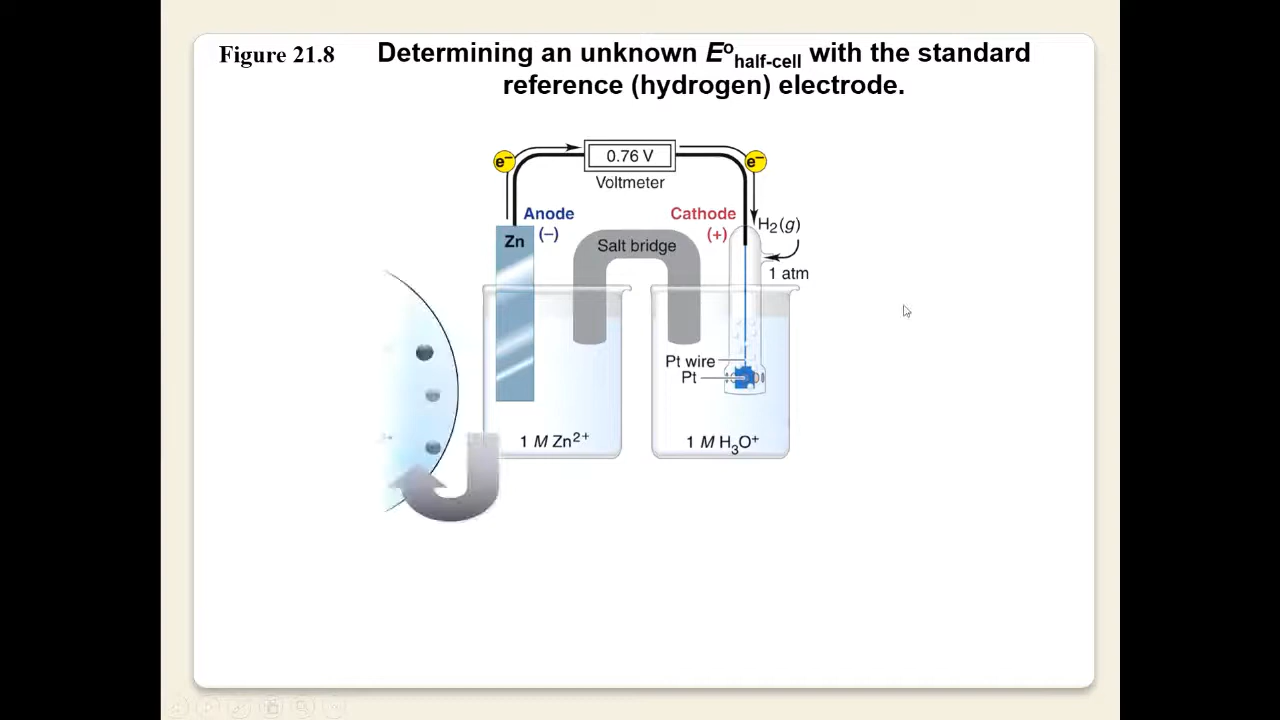 Figure 21.8
Determining an unknown E°half-cell with the standard
reference (hydrogen) electrode.
e⁻
0.76 V
e⁻
Voltmeter
Anode
(–)
Cathode
(+)
H₂(g)
Zn
Salt bridge
1 atm
Pt wire
Pt
1 M Zn²⁺
1 M H₃O⁺